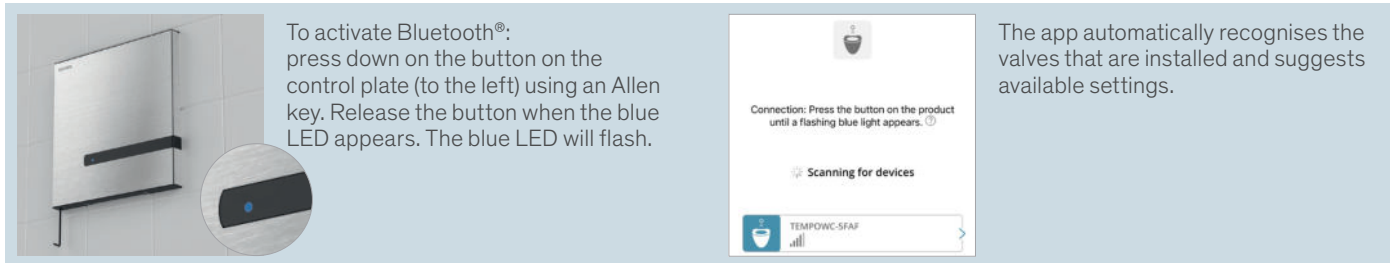 To activate Bluetooth®:
press down on the button on the
control plate (to the left) using an Allen
key. Release the button when the blue
LED appears. The blue LED will flash.
Connection: Press the button on the product
until a flashing blue light appears. ?
Scanning for devices
TEMPOWC-5FAF
The app automatically recognises the
valves that are installed and suggests
available settings.